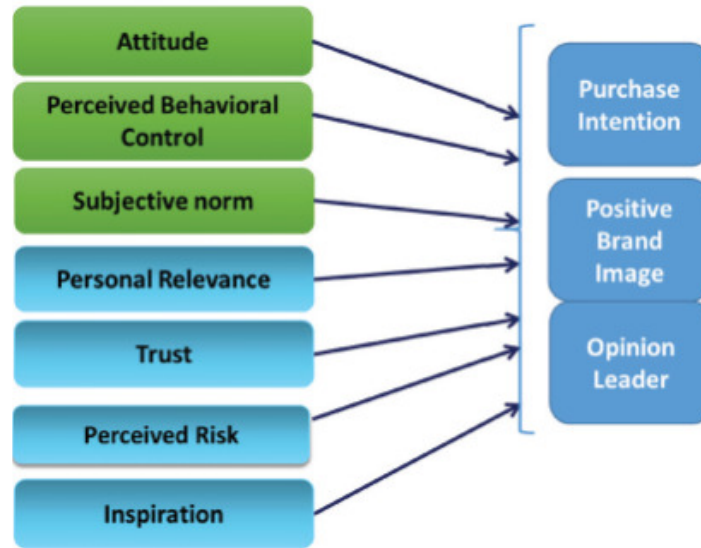 Attitude
Perceived Behavioral
Control
Subjective norm
Personal Relevance
Trust
Perceived Risk
Inspiration
Purchase
Intention
Positive
Brand
Image
Opinion
Leader